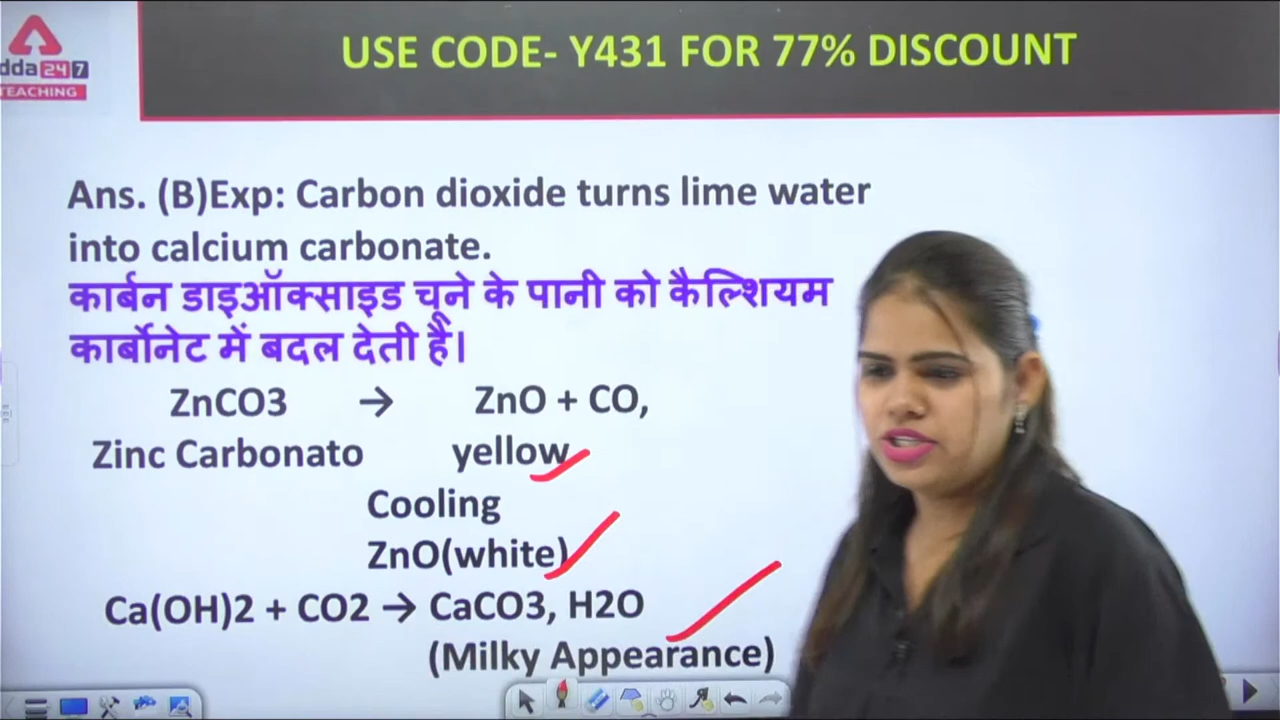 USE CODE- Y431 FOR 77% DISCOUNT
dda 24 7
TEACHING
Ans. (B)Exp: Carbon dioxide turns lime water
into calcium carbonate.
कार्बन डाइऑक्साइड चूने के पानी को कैल्शियम
कार्बोनेट में बदल देती है।
ZnCO3 → ZnO + CO,
Zinc Carbonato yellow
Cooling
ZnO(white)
Ca(OH)2 + CO2 → CaCO3, H2O
(Milky Appearance)